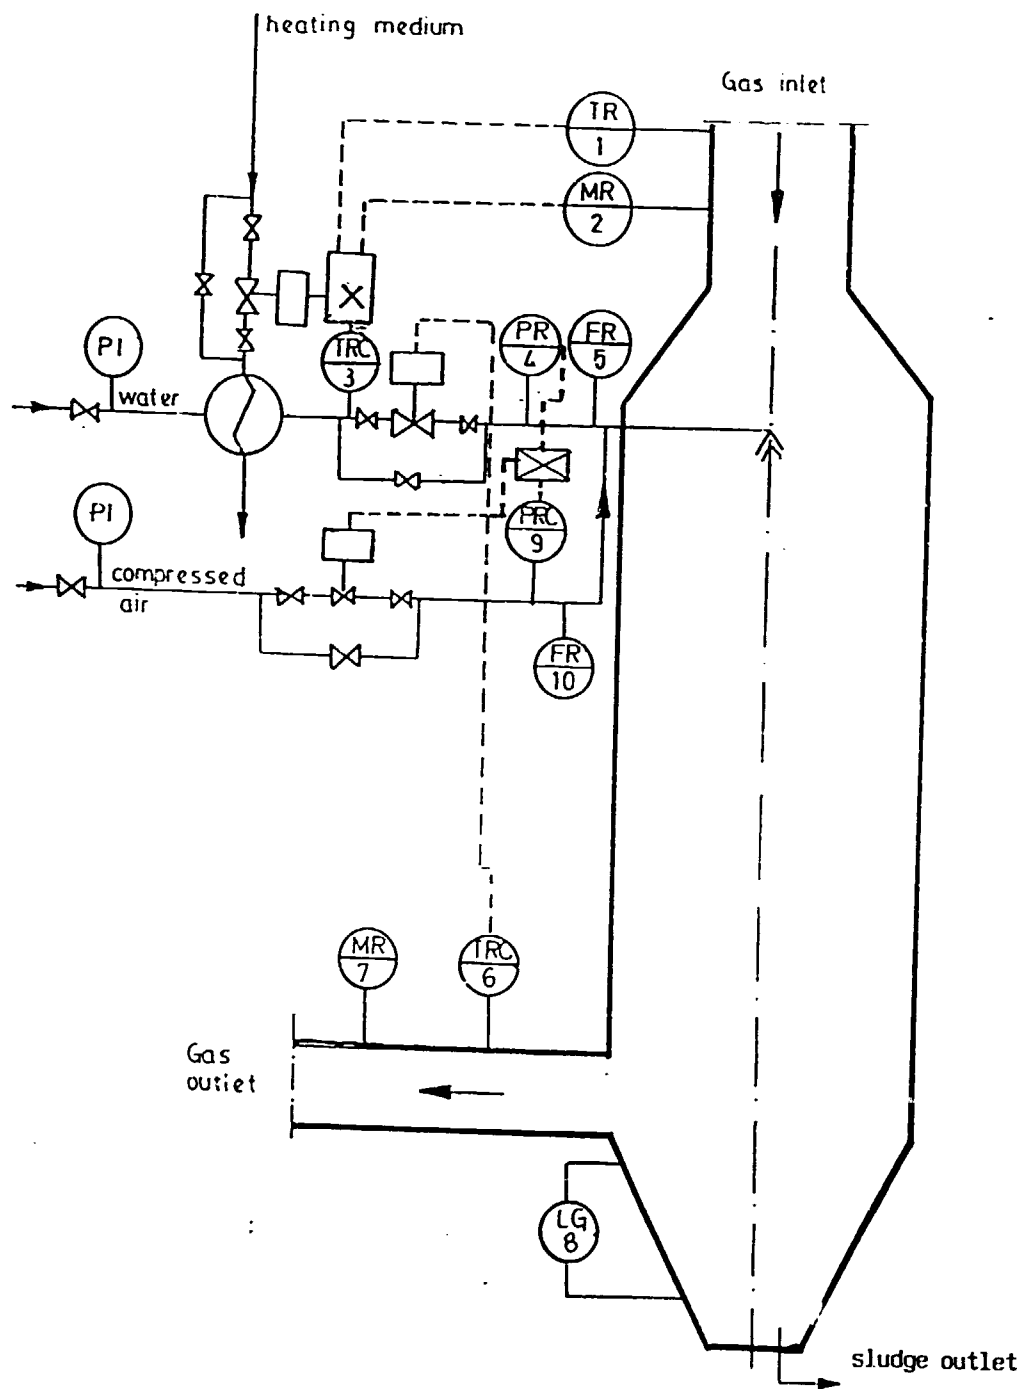 heating medium
Gas inlet
TR
1
MR
2
PI
water
TRC
3
PR
4
FR
5
PI
compressed
air
PRC
9
FR
10
MR
7
TRC
6
Gas
outlet
LG
8
sludge outlet